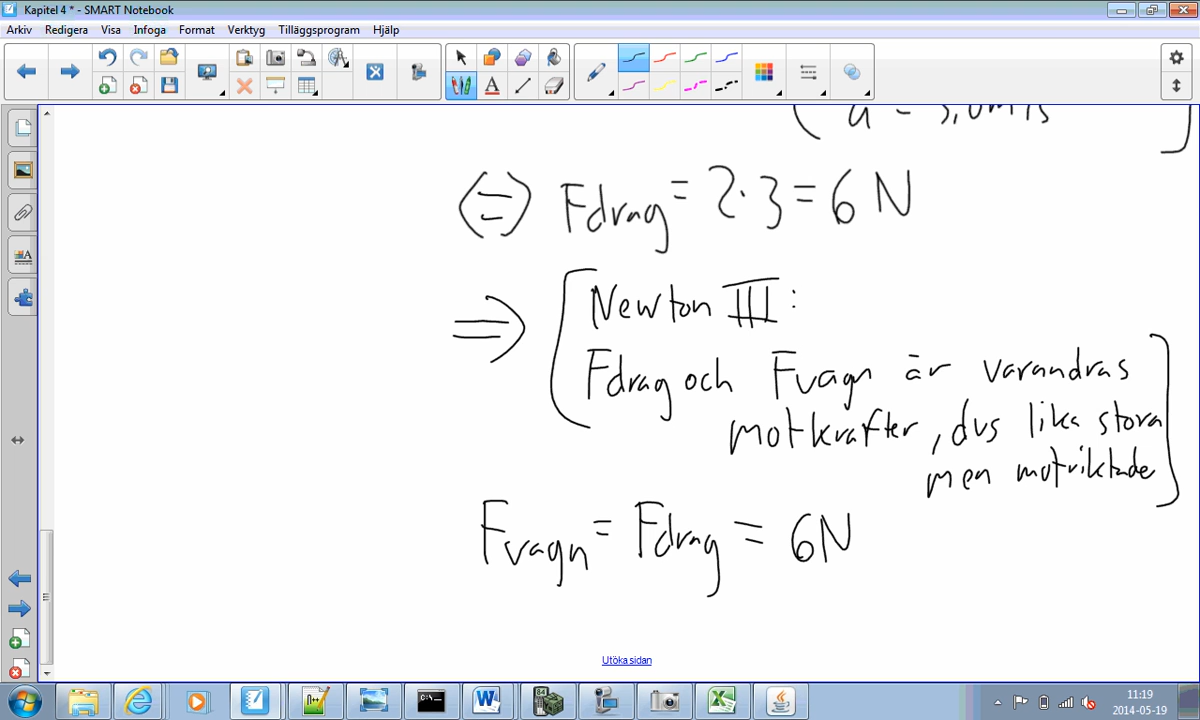 Kapitel 4 * - SMART Notebook
Arkiv Redigera Visa Infoga Format Verktyg Tilläggsprogram Hjälp
(=) Fdrag = 2·3 = 6 N
⇒ Newton III:
Fdrag och Fvagn är varandras
motkrafter, dvs lika stora
men motriktade
Fvagn = Fdrag = 6N
Utöka sidan
11:19
2014-05-19